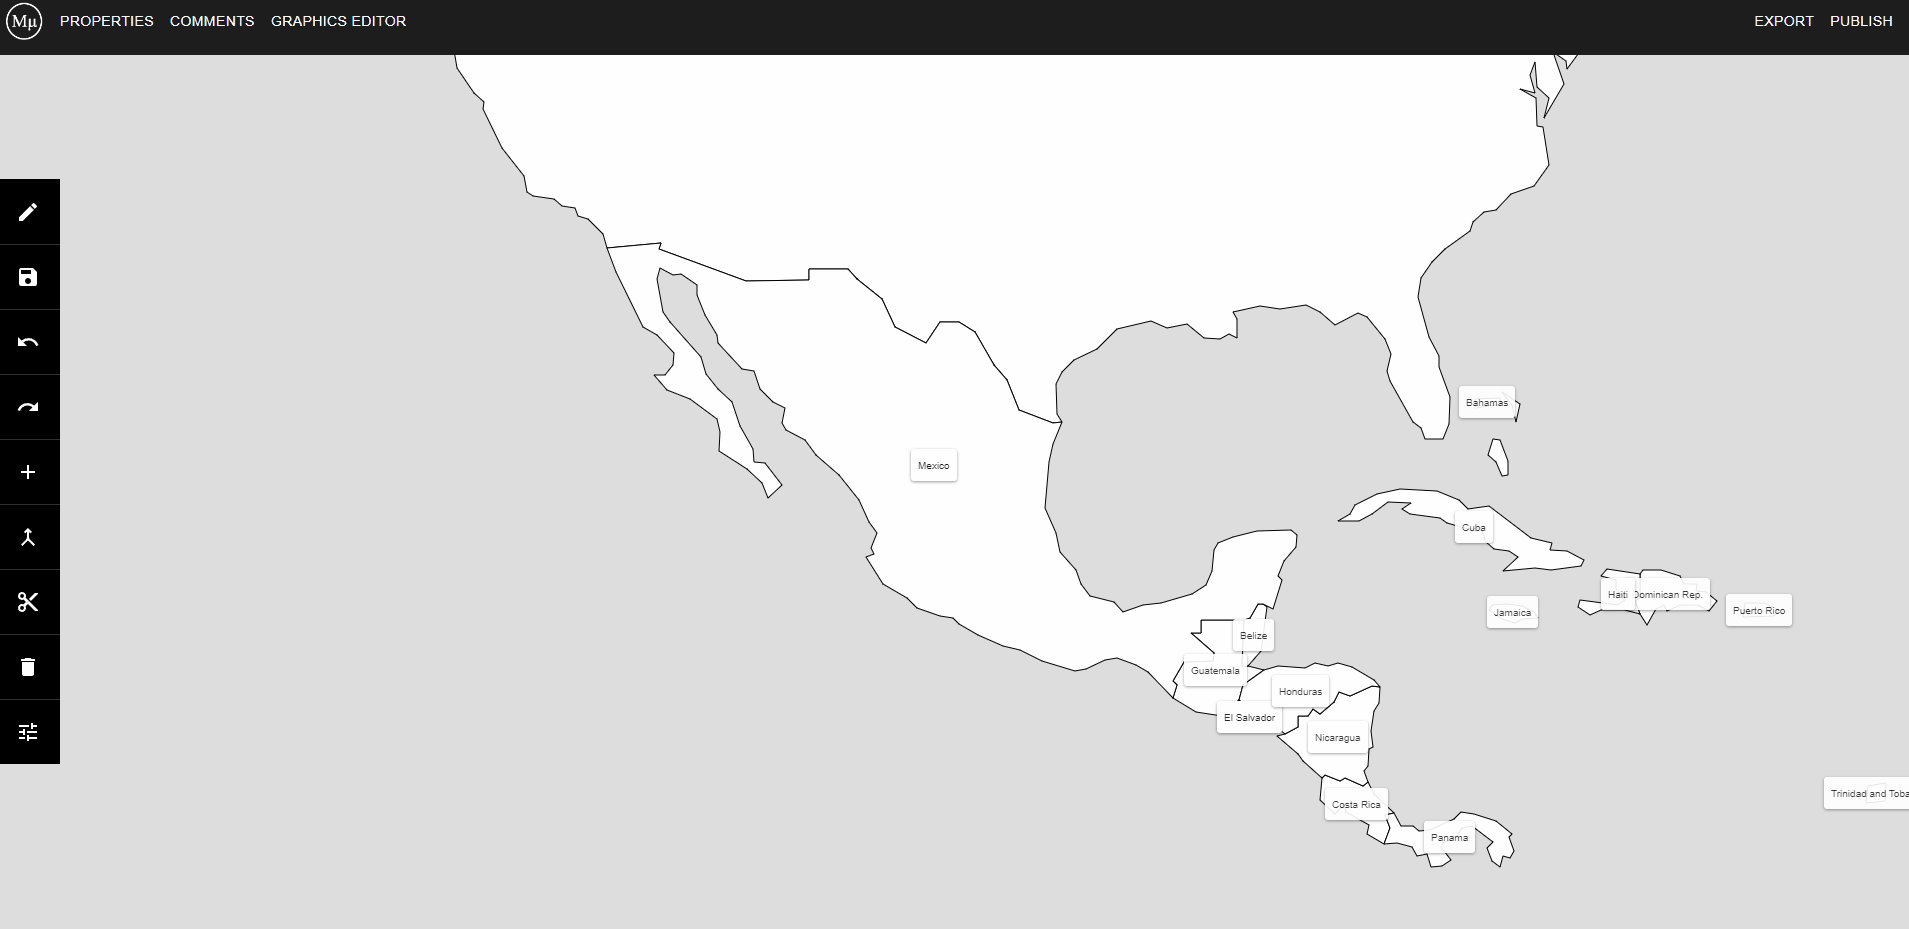 Mμ PROPERTIES COMMENTS GRAPHICS EDITOR EXPORT PUBLISH
Bahamas
Mexico
Cuba
Haiti Dominican Rep.
Puerto Rico
Jamaica
Belize
Guatemala
Honduras
El Salvador
Nicaragua
Trinidad and Toba
Costa Rica
Panama